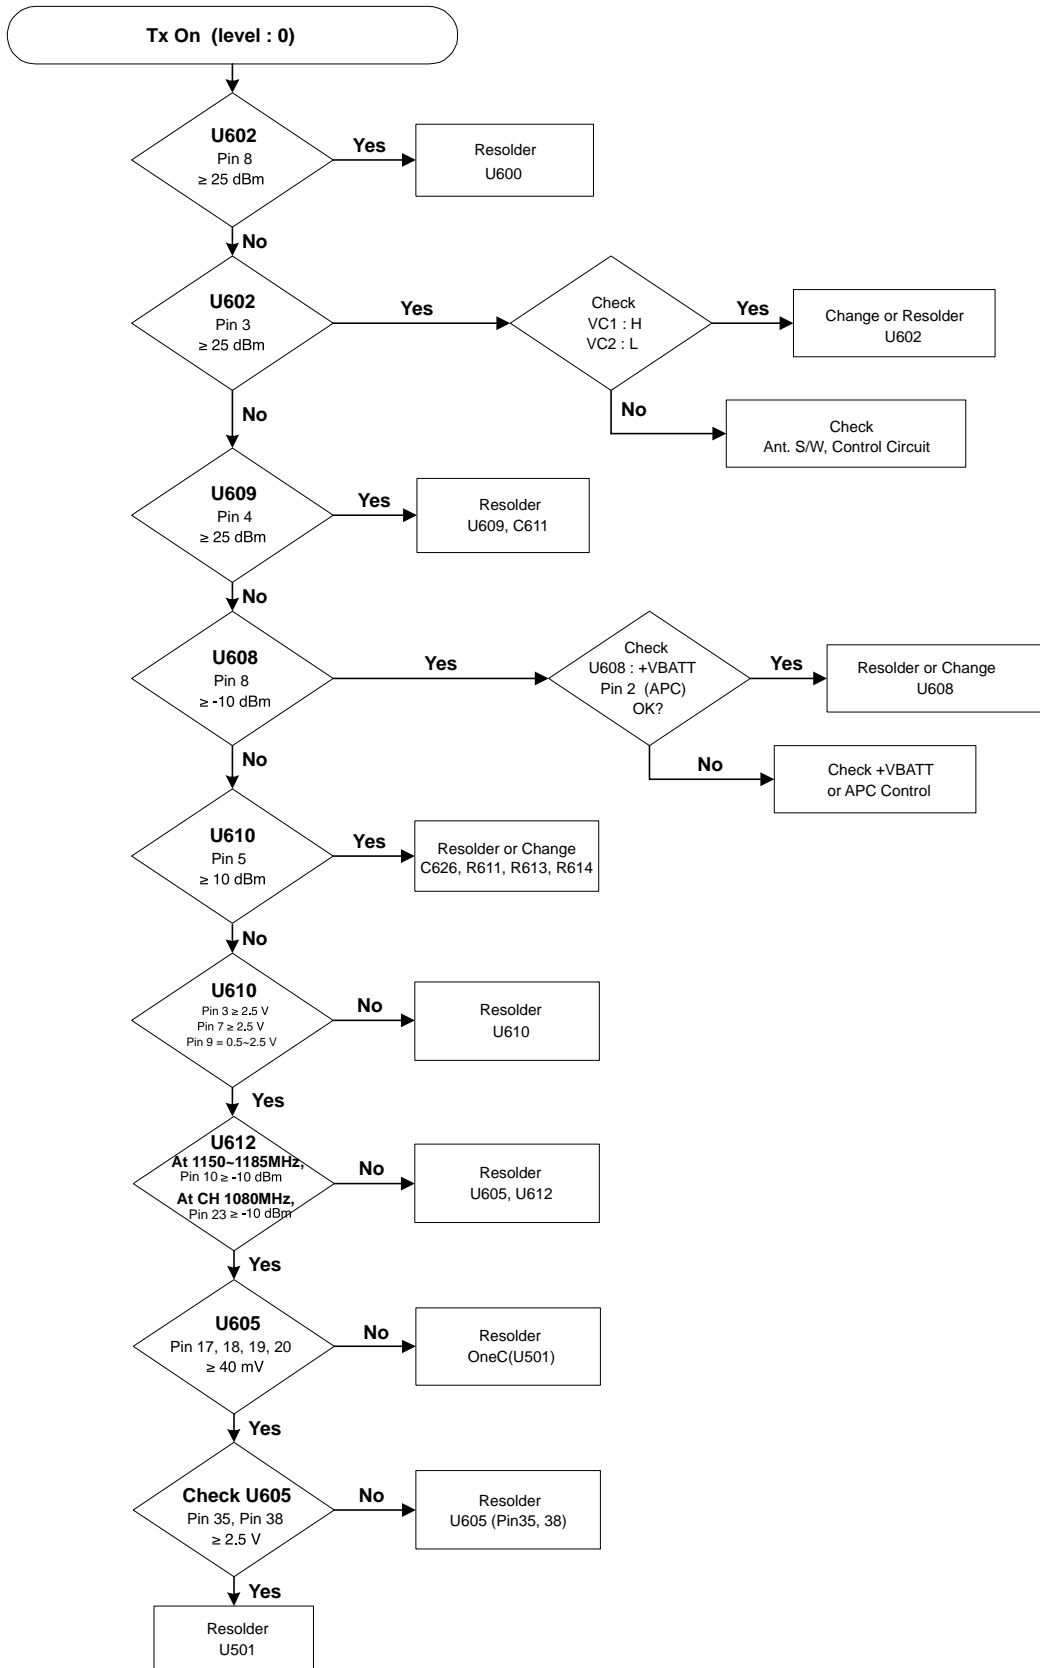 Tx On (level : 0)
U602
Pin 8
≥ 25 dBm
Yes
Resolder
U600
No
U602
Pin 3
≥ 25 dBm
Yes
Check
VC1 : H
VC2 : L
Yes
Change or Resolder
U602
No
Check
Ant. S/W, Control Circuit
No
U609
Pin 4
≥ 25 dBm
Yes
Resolder
U609, C611
No
U608
Pin 8
≥ -10 dBm
Yes
Check
U608 : +VBATT
Pin 2 (APC)
OK?
Yes
Resolder or Change
U608
No
Check +VBATT
or APC Control
No
U610
Pin 5
≥ 10 dBm
Yes
Resolder or Change
C626, R611, R613, R614
No
U610
Pin 3 ≥ 2.5 V
Pin 7 ≥ 2.5 V
Pin 9 = 0.5~2.5 V
No
Resolder
U610
Yes
U612
At 1150~1185MHz,
Pin 10 ≥ -10 dBm
At CH 1080MHz,
Pin 23 ≥ -10 dBm
No
Resolder
U605, U612
Yes
U605
Pin 17, 18, 19, 20
≥ 40 mV
No
Resolder
OneC(U501)
Yes
Check U605
Pin 35, Pin 38
≥ 2.5 V
No
Resolder
U605 (Pin35, 38)
Yes
Resolder
U501